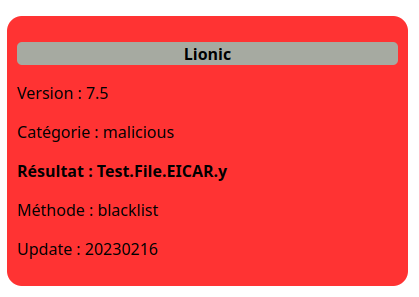 Lionic
Version : 7.5
Catégorie : malicious
Résultat : Test.File.EICAR.y
Méthode : blacklist
Update : 20230216